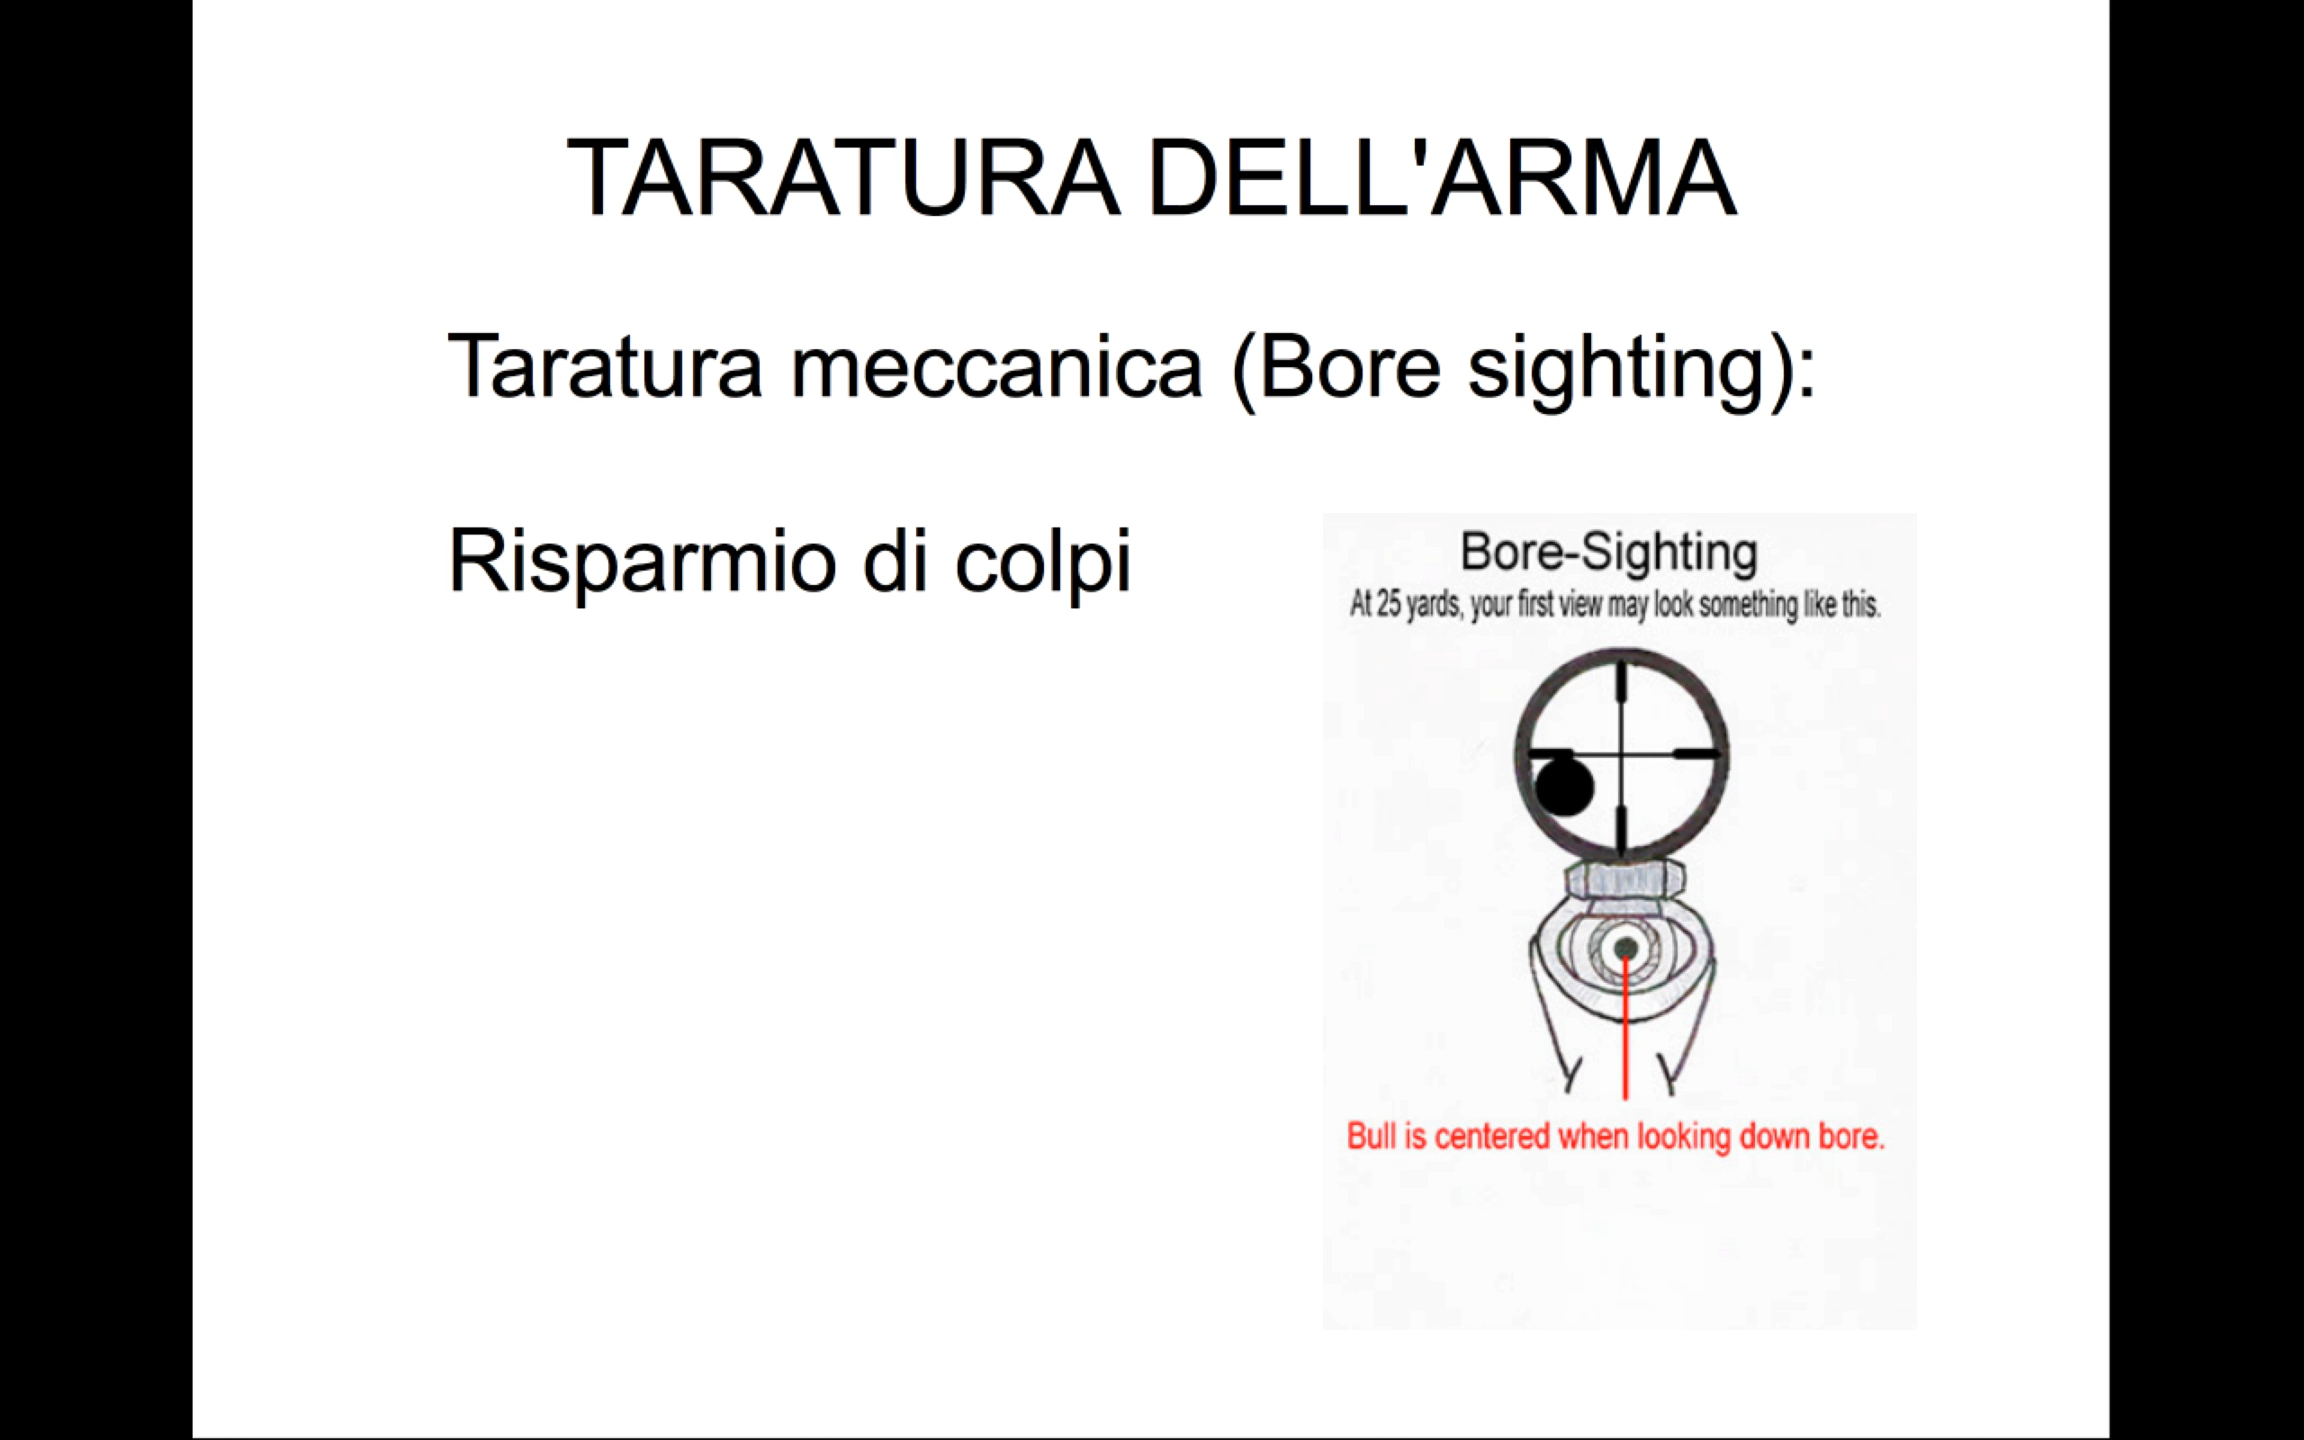 TARATURA DELL'ARMA
Taratura meccanica (Bore sighting):
Risparmio di colpi
Bore-Sighting
At 25 yards, your first view may look something like this.
Bull is centered when looking down bore.